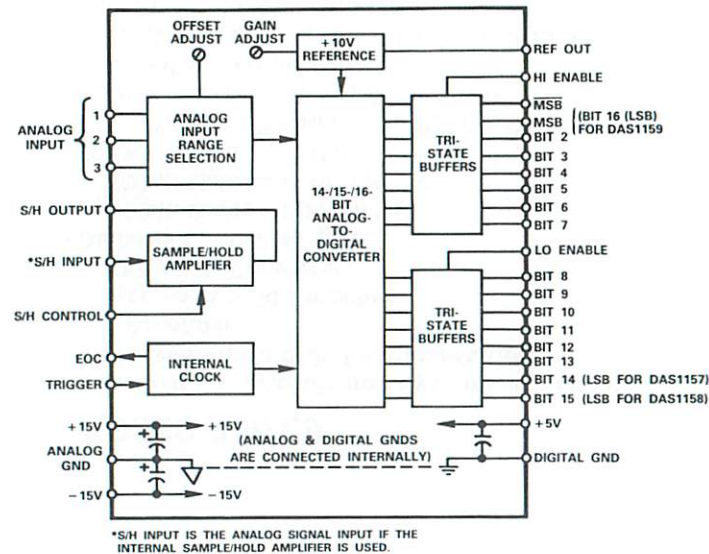 OFFSET
ADJUST
GAIN
ADJUST
+10V
REFERENCE
REF OUT
HI ENABLE
ANALOG
INPUT
1
2
3
ANALOG
INPUT
RANGE
SELECTION
14-/15-/16-
BIT
ANALOG-
TO-
DIGITAL
CONVERTER
TRI-
STATE
BUFFERS
MSB
MSB
(BIT 16 (LSB)
FOR DAS1159
BIT 2
BIT 3
BIT 4
BIT 5
BIT 6
BIT 7
S/H OUTPUT
*S/H INPUT
SAMPLE/HOLD
AMPLIFIER
S/H CONTROL
LO ENABLE
TRI-
STATE
BUFFERS
BIT 8
BIT 9
BIT 10
BIT 11
BIT 12
BIT 13
BIT 14 (LSB FOR DAS1157)
BIT 15 (LSB FOR DAS1158)
EOC
TRIGGER
INTERNAL
CLOCK
+15V
+
+15V
+5V
ANALOG
GND
(ANALOG & DIGITAL GNDS
ARE CONNECTED INTERNALLY)
DIGITAL GND
+
-15V
-15V
*S/H INPUT IS THE ANALOG SIGNAL INPUT IF THE
INTERNAL SAMPLE/HOLD AMPLIFIER IS USED.